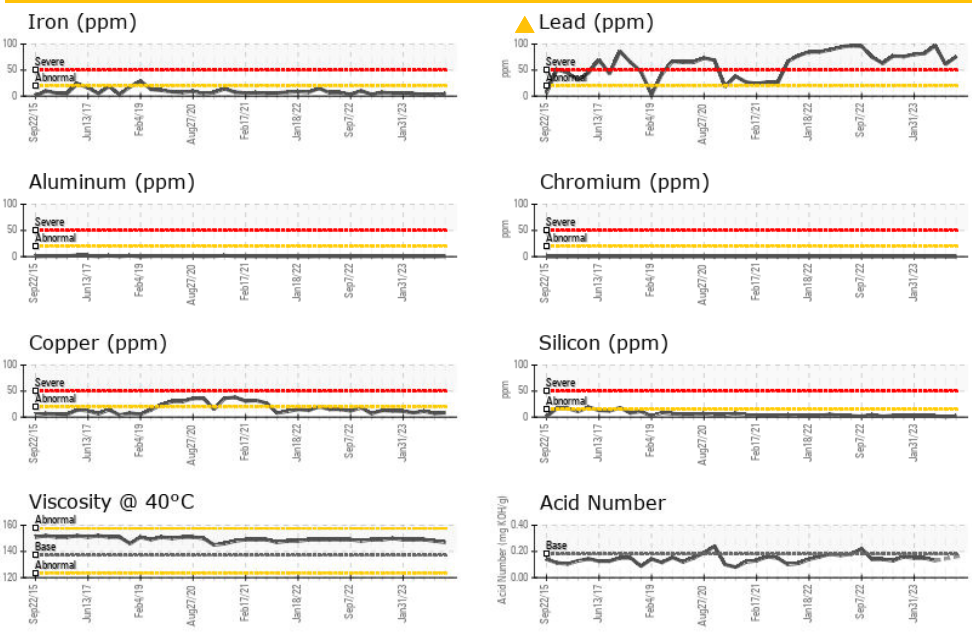 Iron (ppm)
100
50
0
Severe
Abnormal
Sep22/15
Jun13/17
Feb4/19
Aug27/20
Feb17/21
Jan18/22
Sep7/22
Jan31/23
Lead (ppm)
ppm
100
50
0
Severe
Abnormal
Sep22/15
Jun13/17
Feb4/19
Aug27/20
Feb17/21
Jan18/22
Sep7/22
Jan31/23
Aluminum (ppm)
100
50
0
Severe
Abnormal
Sep22/15
Jun13/17
Feb4/19
Aug27/20
Feb17/21
Jan18/22
Sep7/22
Jan31/23
Chromium (ppm)
ppm
100
50
0
Severe
Abnormal
Sep22/15
Jun13/17
Feb4/19
Aug27/20
Feb17/21
Jan18/22
Sep7/22
Jan31/23
Copper (ppm)
100
50
0
Severe
Abnormal
Sep22/15
Jun13/17
Feb4/19
Aug27/20
Feb17/21
Jan18/22
Sep7/22
Jan31/23
Silicon (ppm)
ppm
100
50
0
Severe
Abnormal
Sep22/15
Jun13/17
Feb4/19
Aug27/20
Feb17/21
Jan18/22
Sep7/22
Jan31/23
Viscosity @ 40°C
160
140
120
Abnormal
Base
Abnormal
Sep22/15
Jun13/17
Feb4/19
Aug27/20
Feb17/21
Jan18/22
Sep7/22
Jan31/23
Acid Number
Acid Number (mg KOH/g)
0.40
0.20
0.00
Base
Sep22/15
Jun13/17
Feb4/19
Aug27/20
Feb17/21
Jan18/22
Sep7/22
Jan31/23